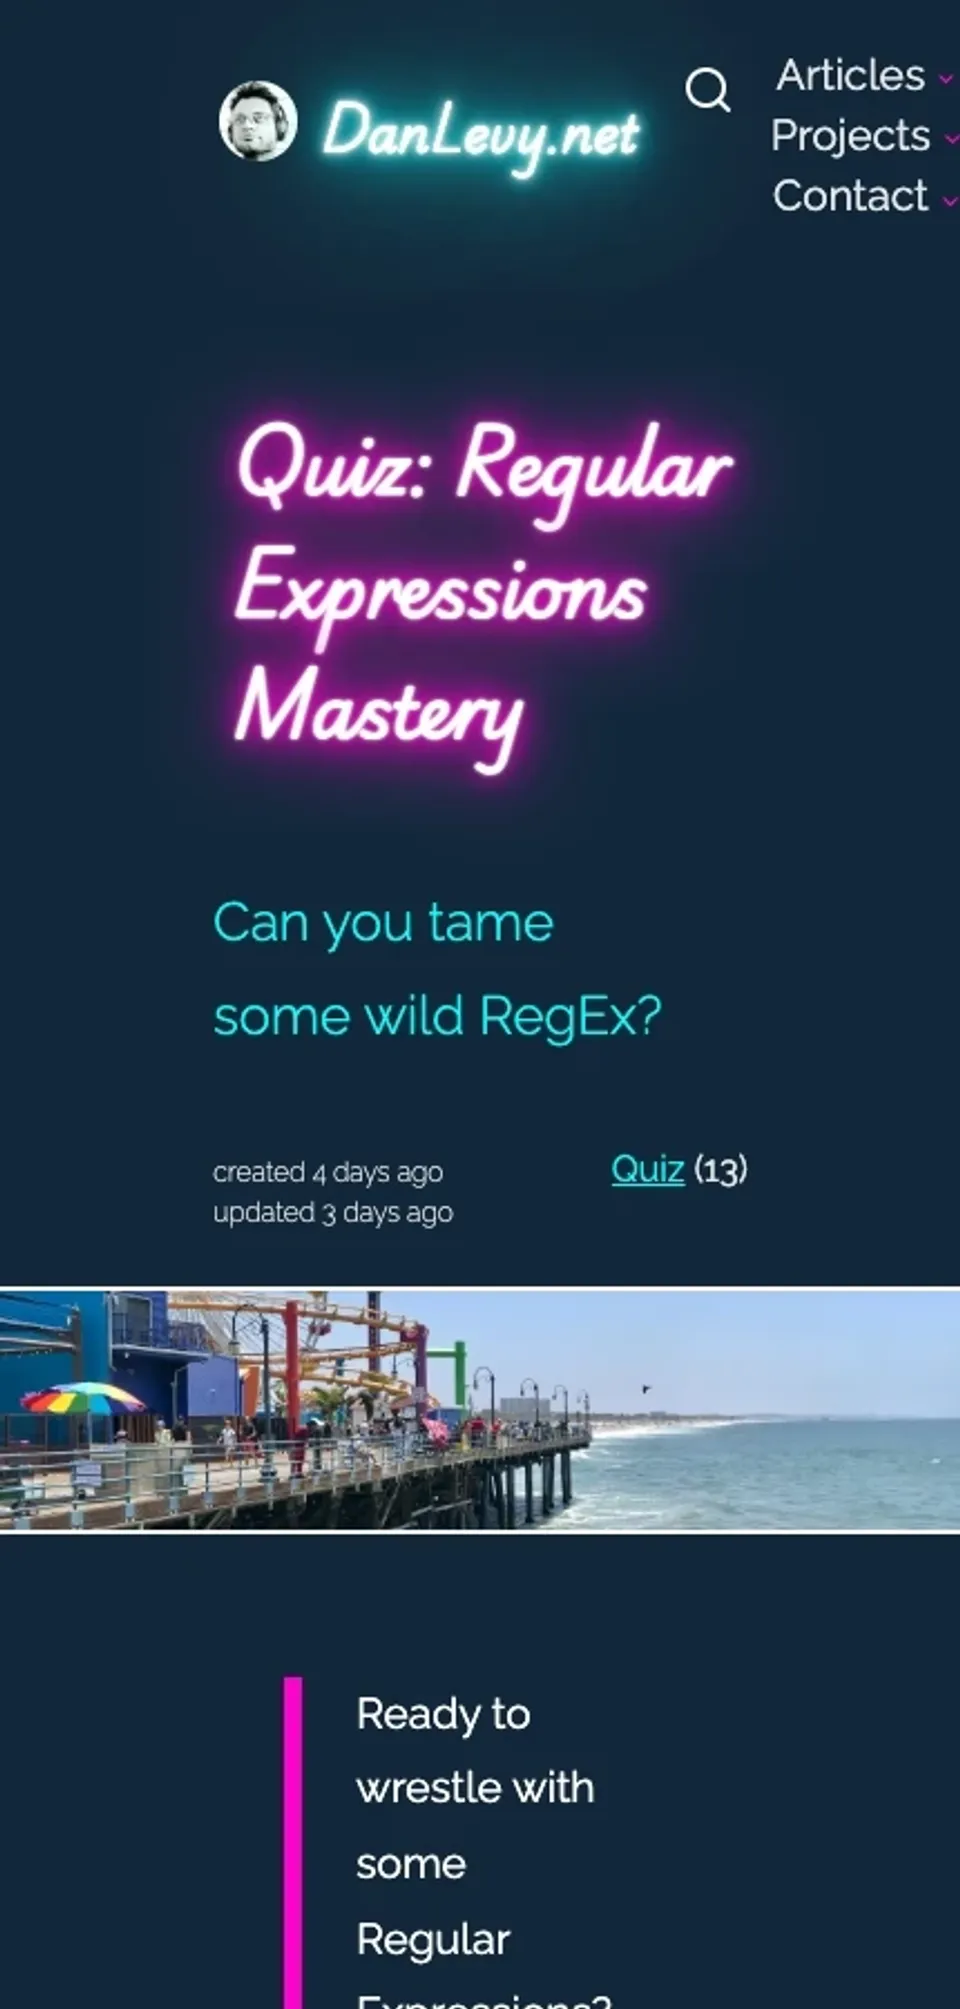 DanLevy.net
Articles
Projects
Contact
Quiz: Regular
Expressions
Mastery
Can you tame
some wild RegEx?
created 4 days ago
updated 3 days ago
Quiz (13)
Ready to
wrestle with
some
Regular
Expressions?